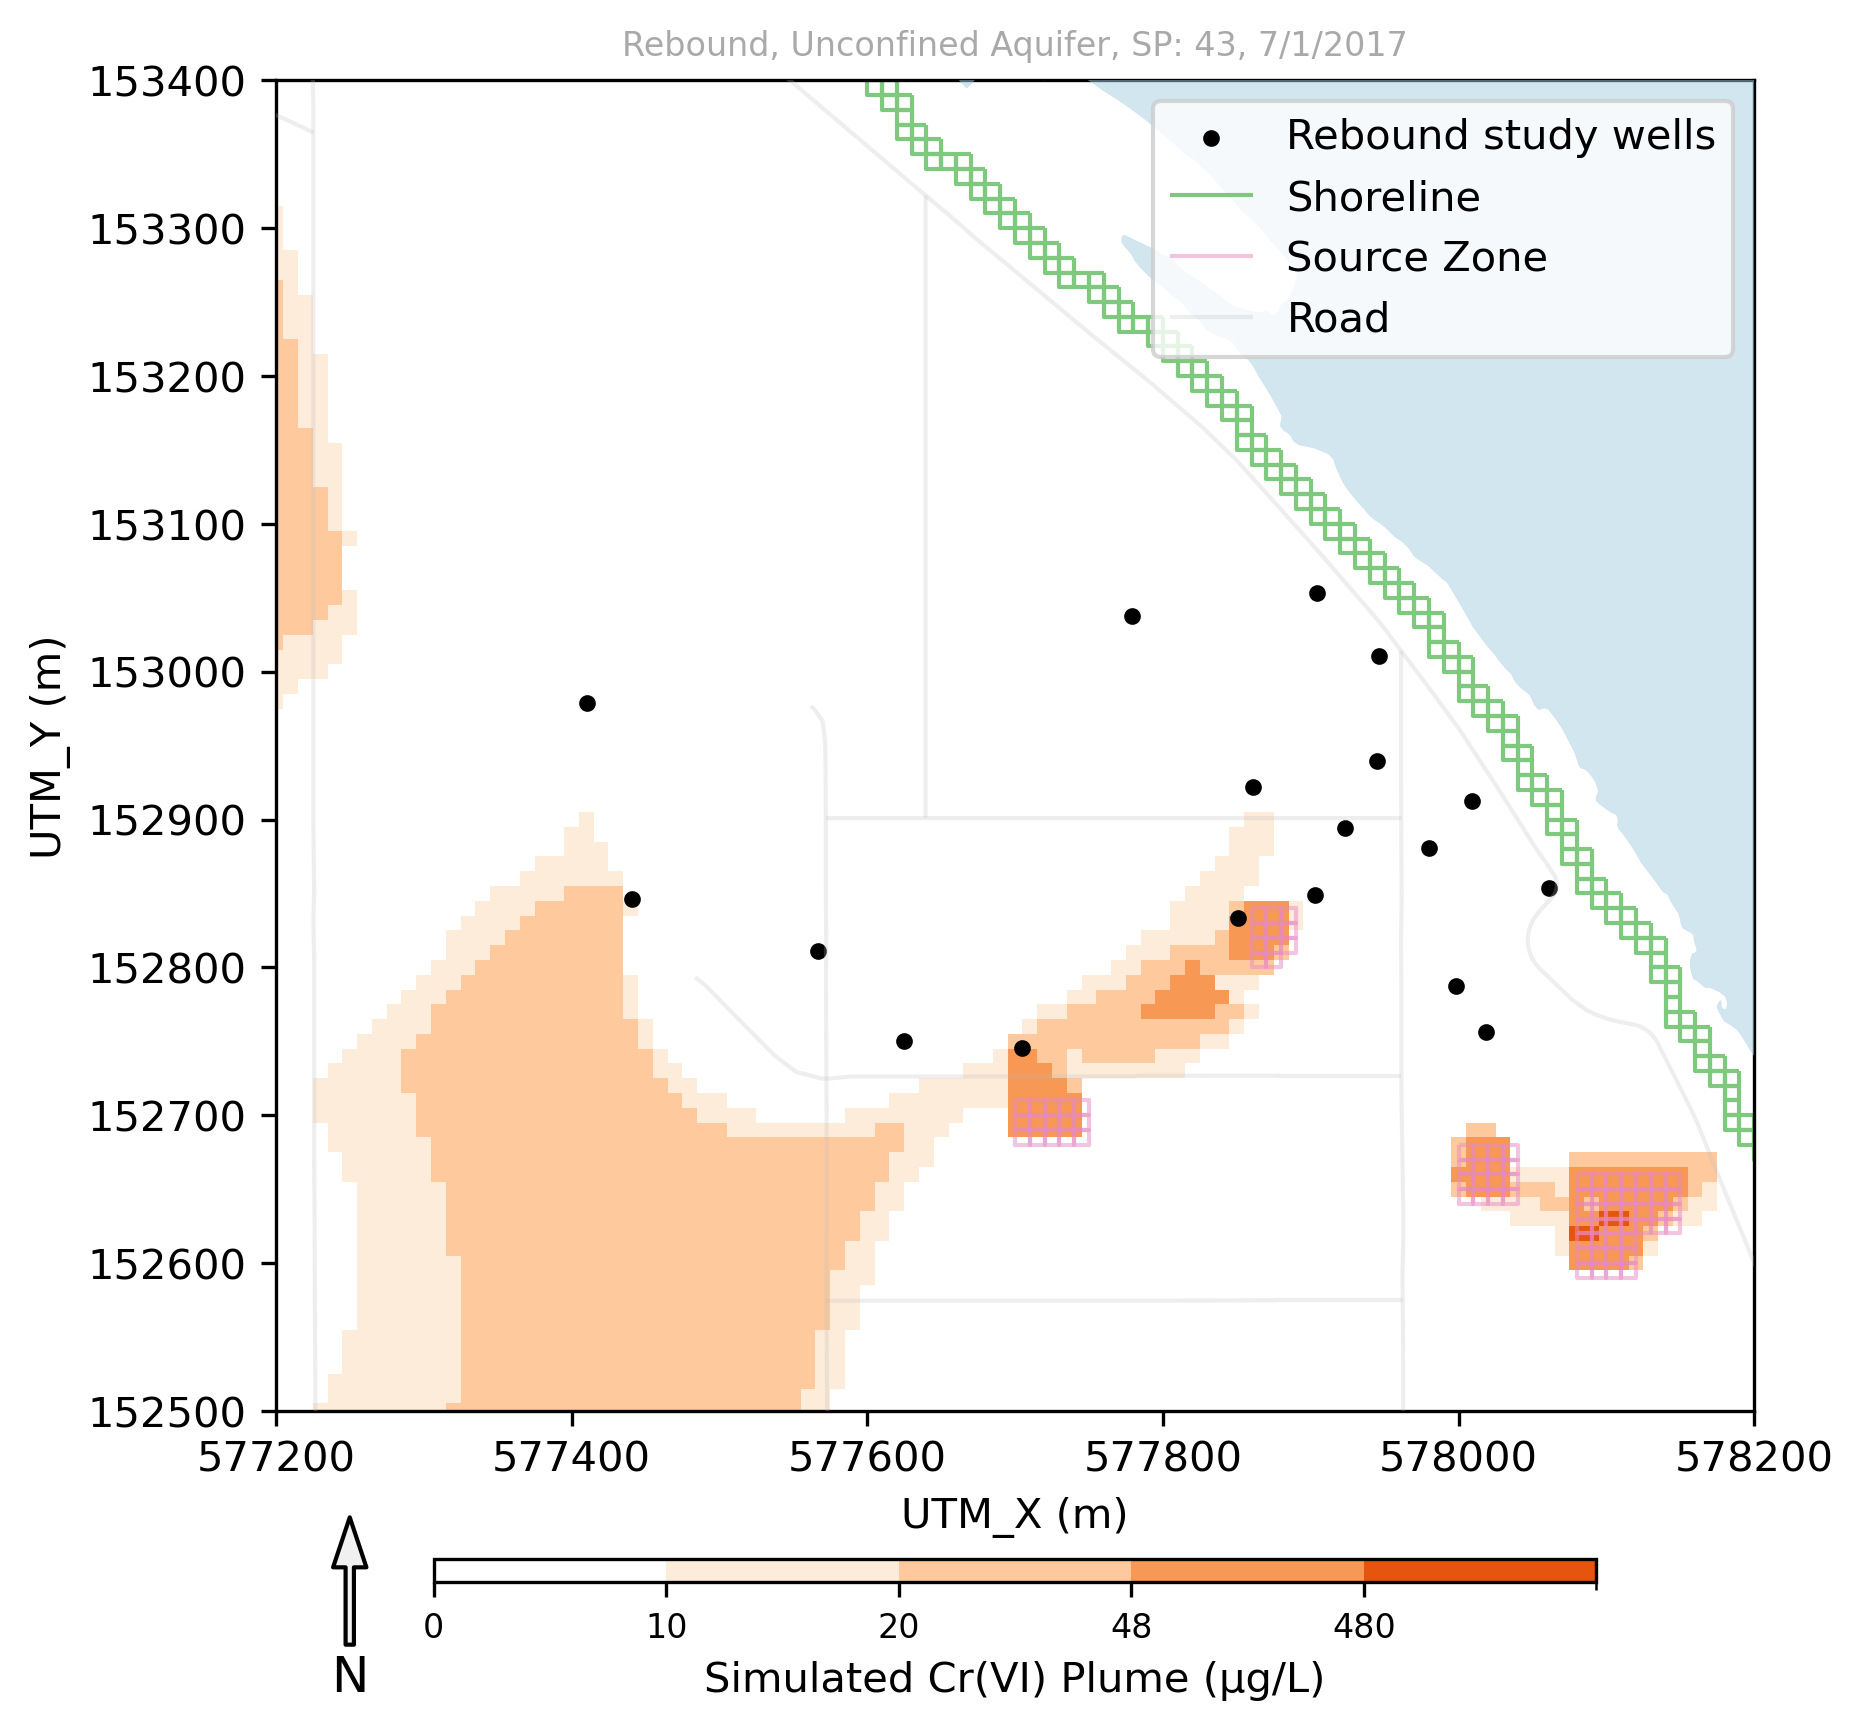 Rebound, Unconfined Aquifer, SP: 43, 7/1/2017
153400
153300
153200
153100
153000
152900
152800
152700
152600
152500
UTM_Y (m)
Rebound study wells
Shoreline
Source Zone
Road
577200 577400 577600 577800 578000 578200
UTM_X (m)
N
0 10 20 48 480
Simulated Cr(VI) Plume (µg/L)